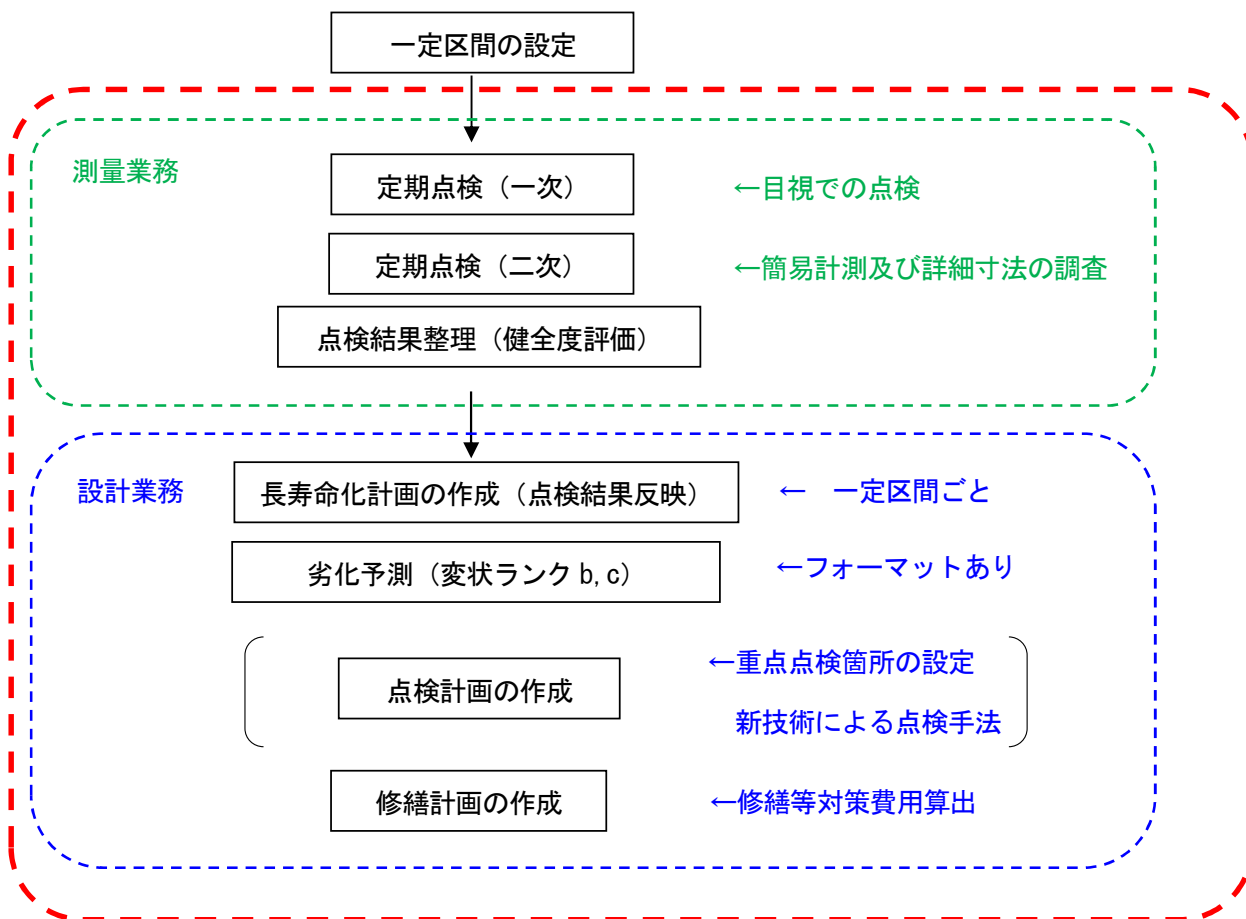 一定区間の設定
測量業務
定期点検（一次）
←目視での点検
定期点検（二次）
←簡易計測及び詳細寸法の調査
点検結果整理（健全度評価）
設計業務
長寿命化計画の作成（点検結果反映）
← 一定区間ごと
劣化予測（変状ランク b, c）
←フォーマットあり
点検計画の作成
←重点点検箇所の設定
新技術による点検手法
修繕計画の作成
←修繕等対策費用算出